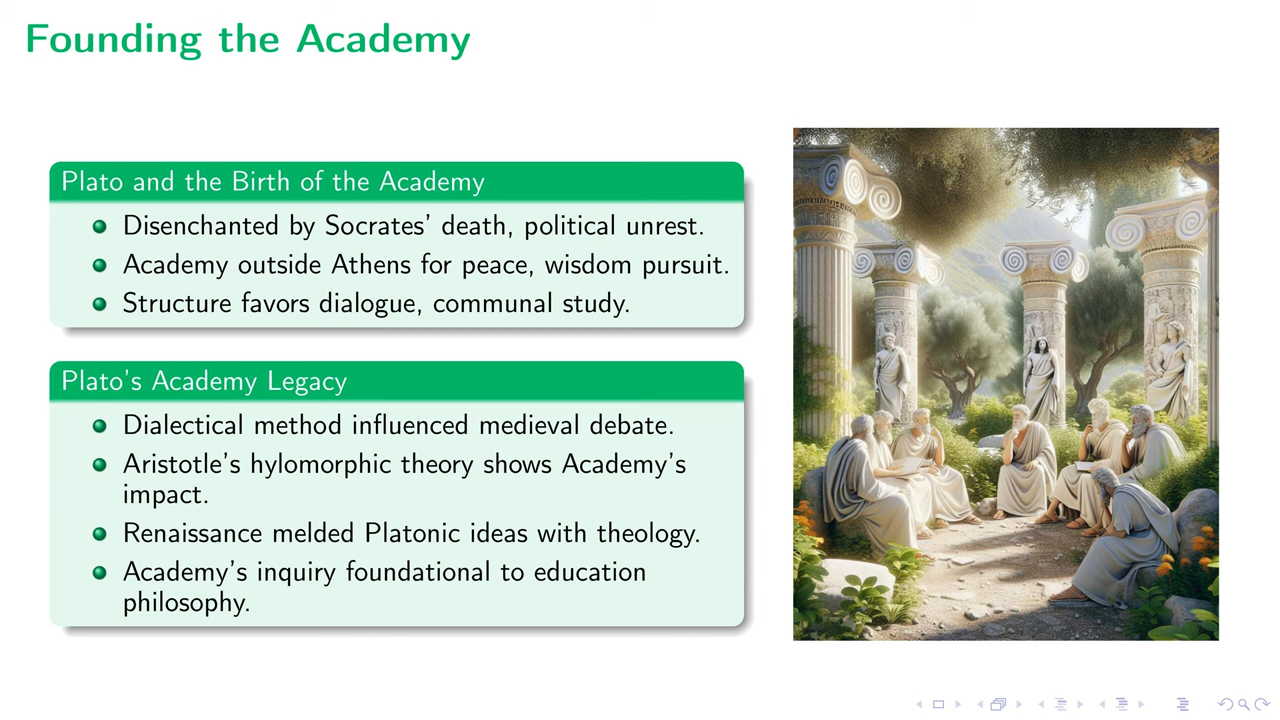 Founding the Academy
Plato and the Birth of the Academy
Disenchanted by Socrates’ death, political unrest.
Academy outside Athens for peace, wisdom pursuit.
Structure favors dialogue, communal study.
Plato’s Academy Legacy
Dialectical method influenced medieval debate.
Aristotle’s hylomorphic theory shows Academy’s
impact.
Renaissance melded Platonic ideas with theology.
Academy’s inquiry foundational to education
philosophy.